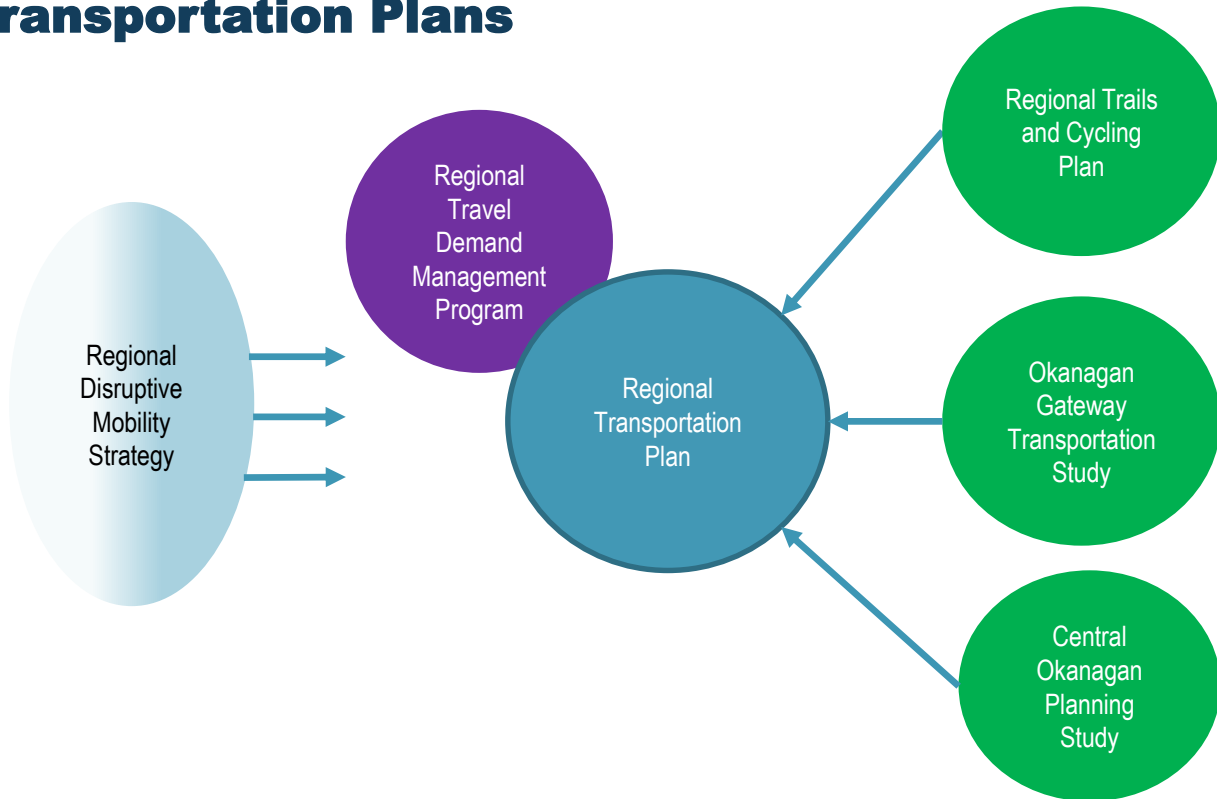 ransportation Plans
Regional Trails
and Cycling
Plan
Regional
Travel
Demand
Management
Program
Regional
Disruptive
Mobility
Strategy
Regional
Transportation
Plan
Okanagan
Gateway
Transportation
Study
Central
Okanagan
Planning
Study